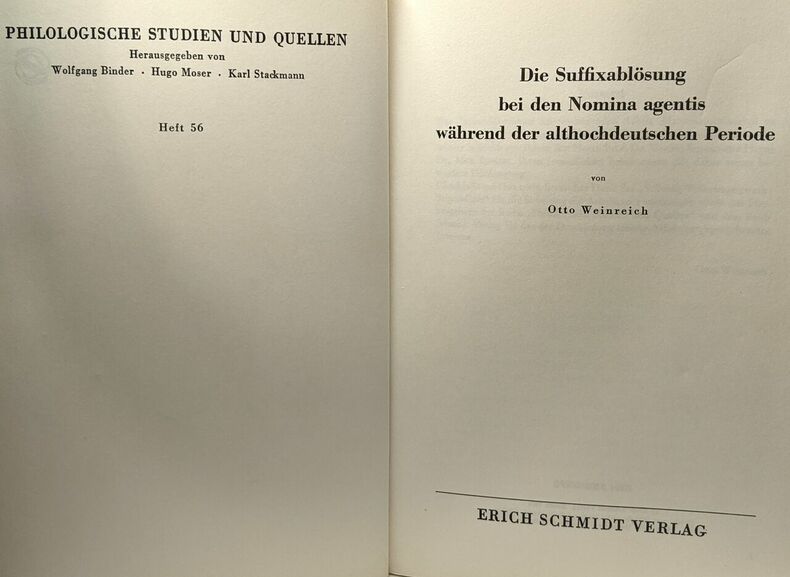 PHILOLOGISCHE STUDIEN UND QUELLEN
Herausgegeben von
Wolfgang Binder · Hugo Moser · Karl Stackmann
Heft 56
Die Suffixablösung
bei den Nomina agentis
während der althochdeutschen Periode
von
Otto Weinreich
ERICH SCHMIDT VERLAG